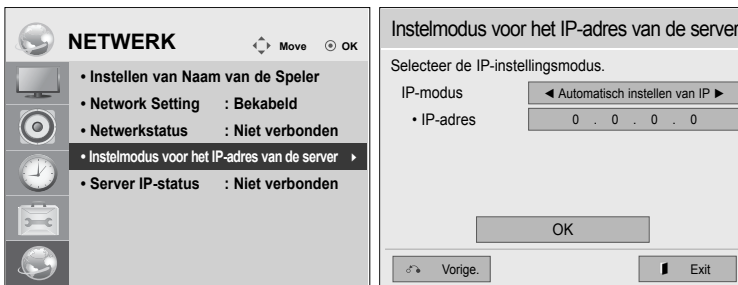 NETWERK
Move OK
• Instellen van Naam van de Speler
• Network Setting : Bekabeld
• Netwerkstatus : Niet verbonden
• Instelmodus voor het IP-adres van de server
• Server IP-status : Niet verbonden
Instelmodus voor het IP-adres van de server
Selecteer de IP-instellingsmodus.
IP-modus ◄ Automatisch instellen van IP ►
• IP-adres 0 . 0 . 0 . 0
OK
Vorige. Exit